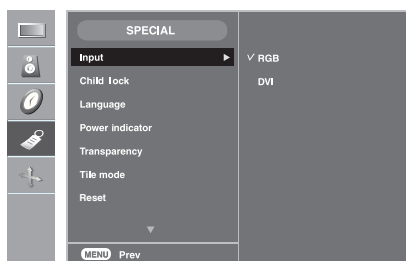 SPECIAL
Input
Child lock
Language
Power indicator
Transparency
Tile mode
Reset
MENU Prev
RGB
DVI